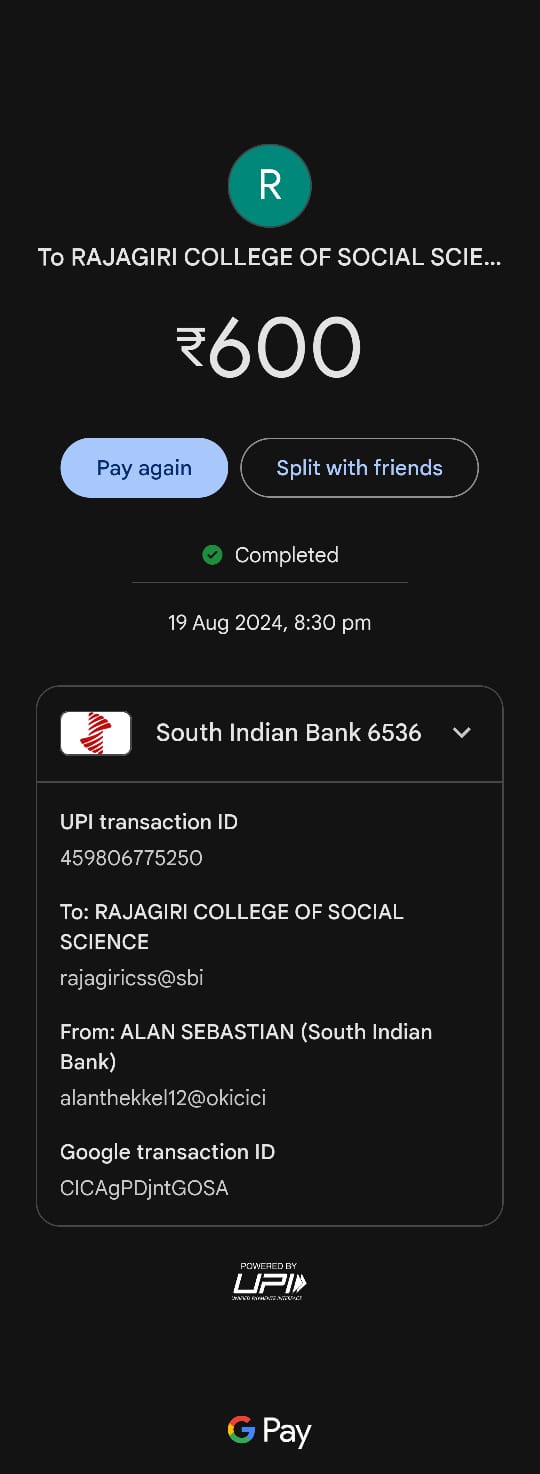 R
To RAJAGIRI COLLEGE OF SOCIAL SCIE...
₹600
Pay again
Split with friends
Completed
19 Aug 2024, 8:30 pm
South Indian Bank 6536
UPI transaction ID
459806775250
To: RAJAGIRI COLLEGE OF SOCIAL
SCIENCE
rajagiricss@sbi
From: ALAN SEBASTIAN (South Indian
Bank)
alanthekkel12@okicici
Google transaction ID
CICAgPDjntGOSA
POWERED BY
UPI
UNIFIED PAYMENTS INTERFACE
G Pay